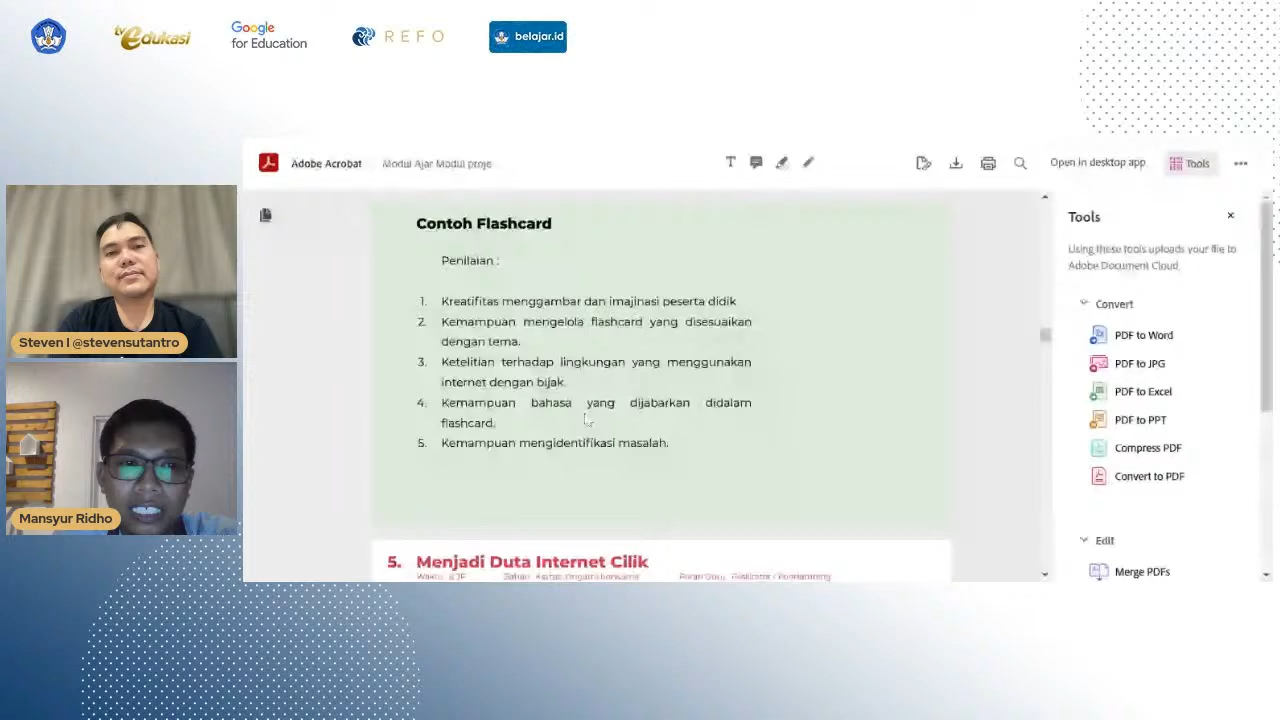 tv Edukasi
Google
for Education
REFO
belajar.id
Adobe Acrobat
Modul Ajar Modul proje
Open in desktop app
Tools
Contoh Flashcard
Penilaian :
1. Kreatifitas menggambar dan imajinasi peserta didik
2. Kemampuan mengelola flashcard yang disesuaikan
dengan tema.
3. Ketelitian terhadap lingkungan yang menggunakan
internet dengan bijak.
4. Kemampuan bahasa yang dijabarkan didalam
flashcard.
5. Kemampuan mengidentifikasi masalah.
5. Menjadi Duta Internet Cilik
Tools
Using these tools uploads your file to
Adobe Document Cloud.
Convert
PDF to Word
PDF to JPG
PDF to Excel
PDF to PPT
Compress PDF
Convert to PDF
Edit
Merge PDFs
Steven I @stevensutantro
Mansyur Ridho